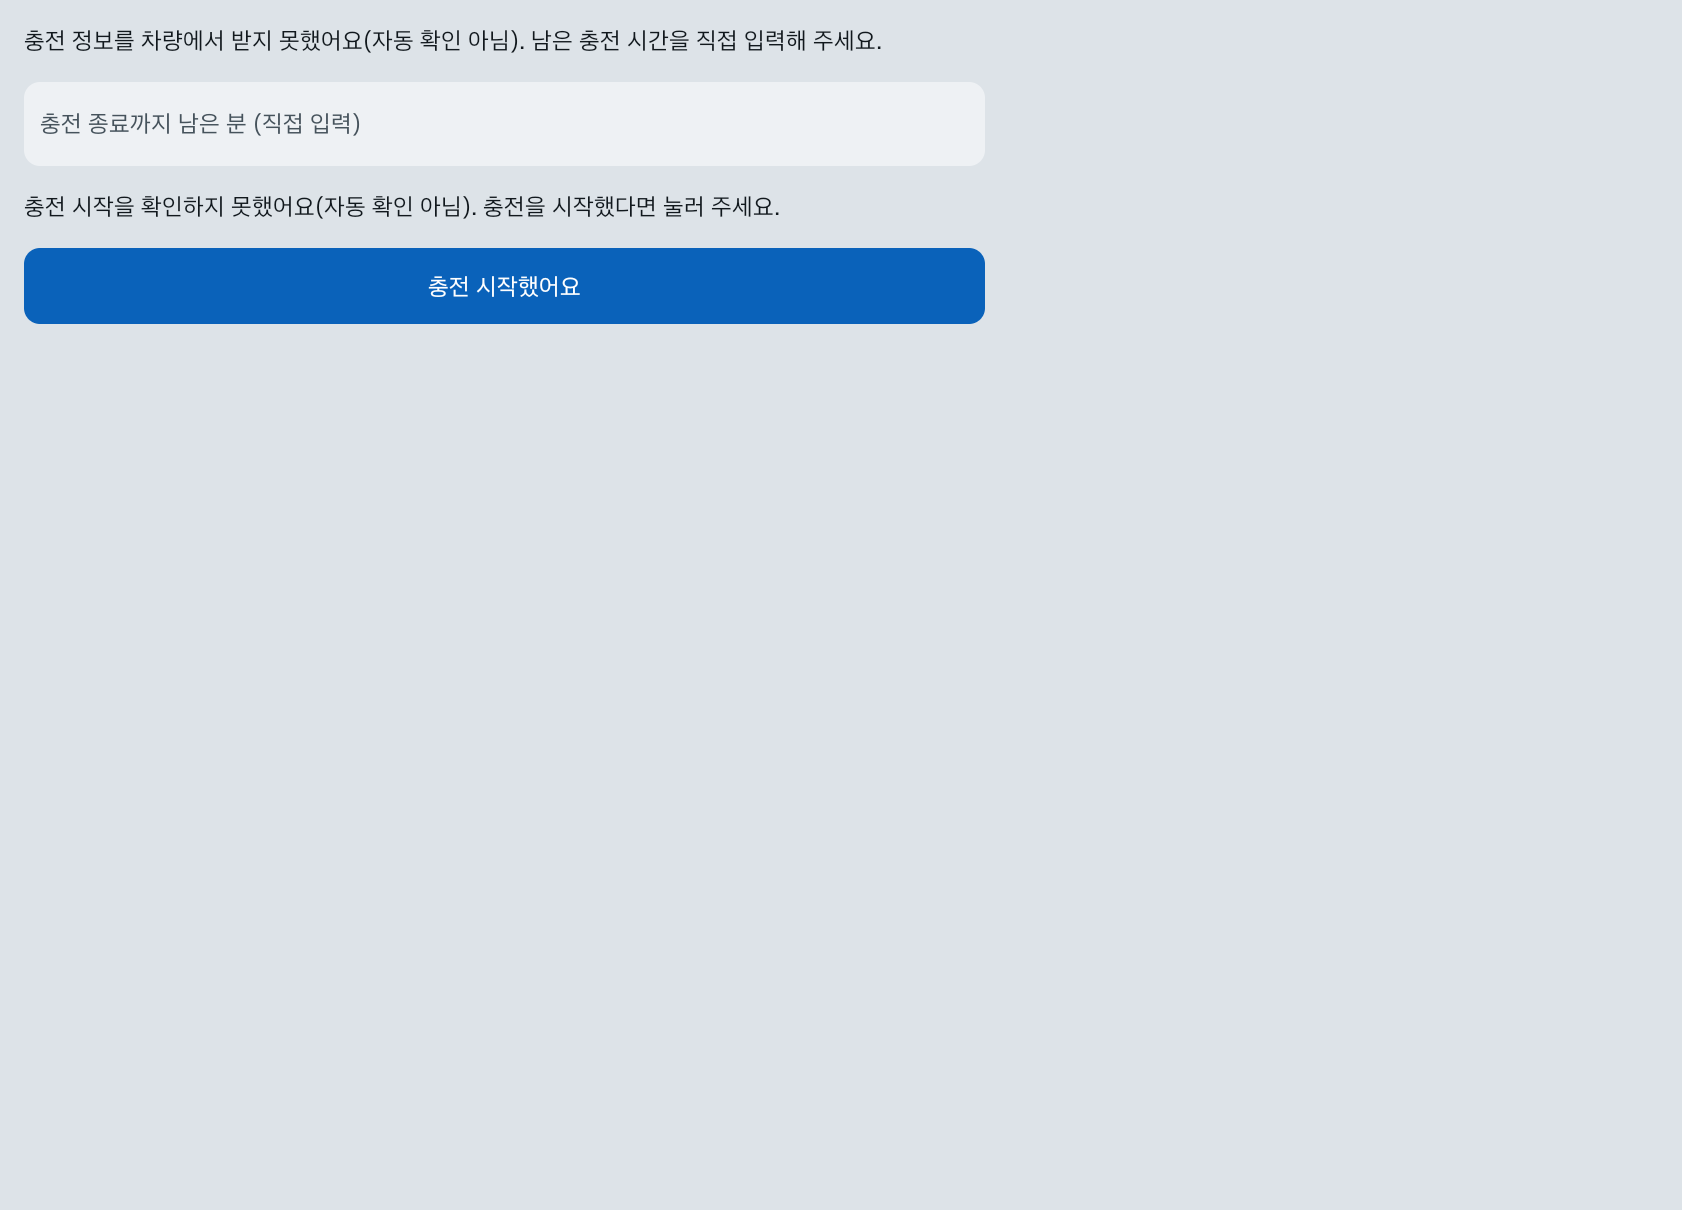 충전 정보를 차량에서 받지 못했어요(자동 확인 아님). 남은 충전 시간을 직접 입력해 주세요.
충전 종료까지 남은 분 (직접 입력)
충전 시작을 확인하지 못했어요(자동 확인 아님). 충전을 시작했다면 눌러 주세요.
충전 시작했어요